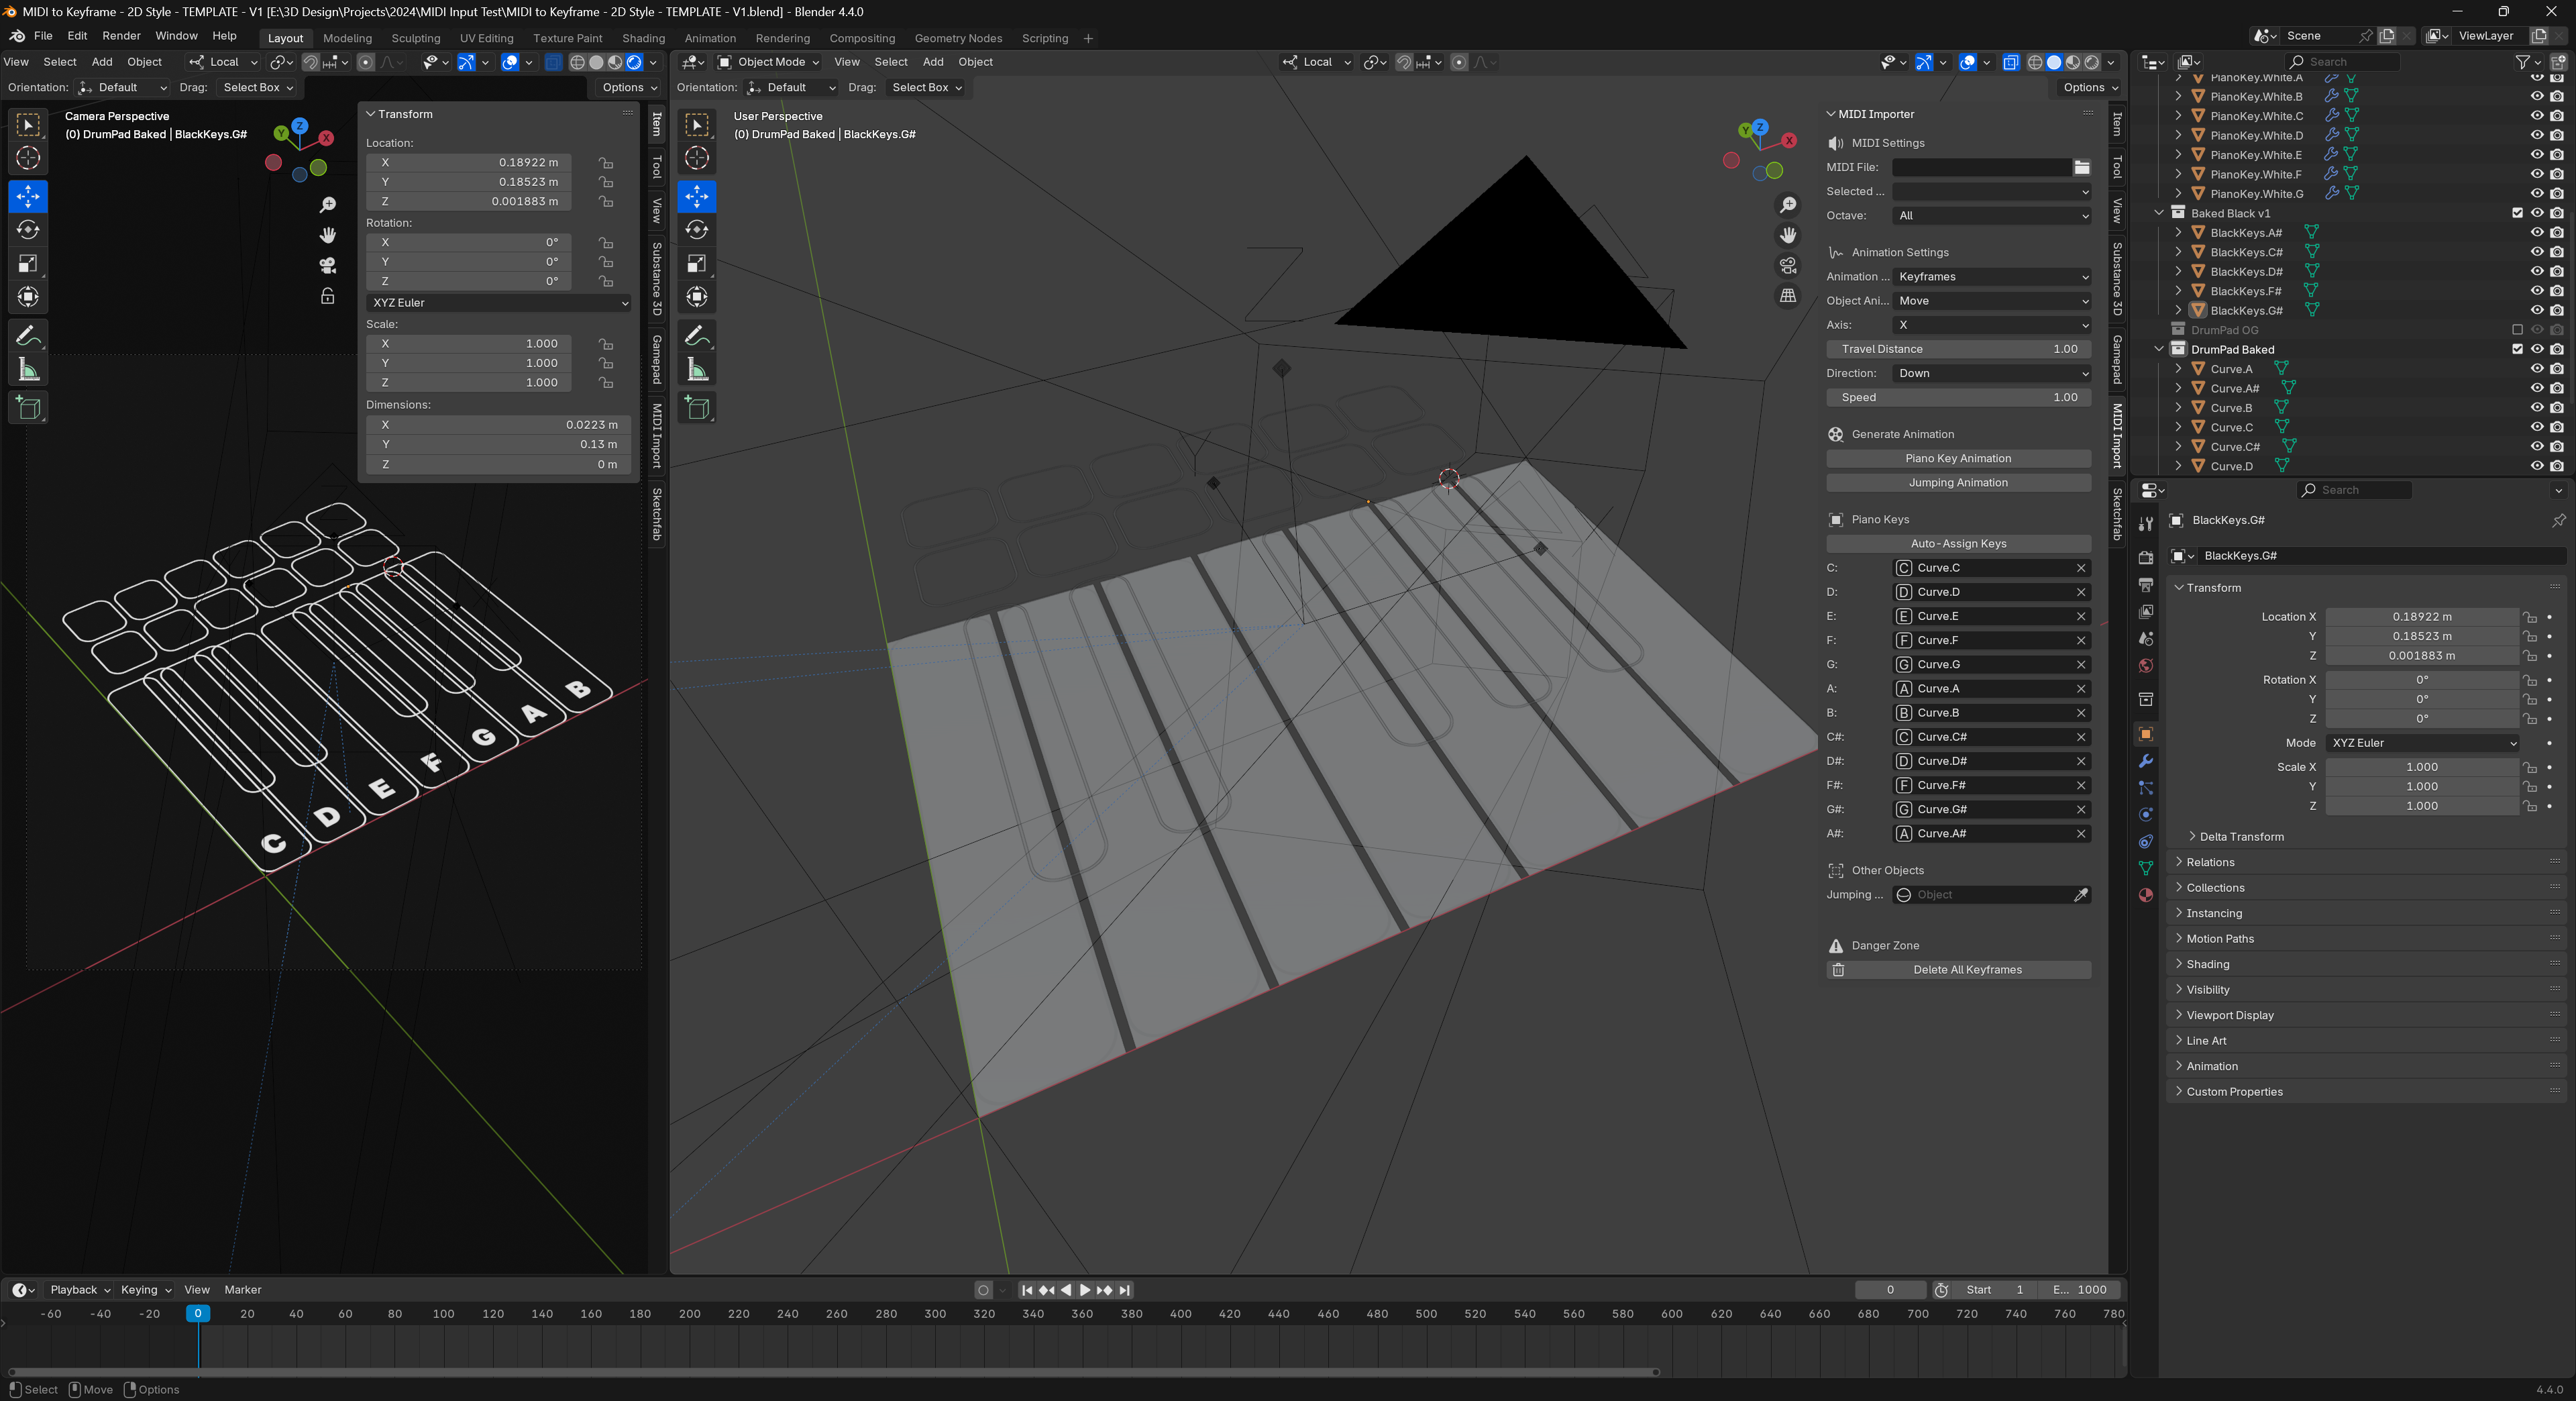 MIDI to Keyframe - 2D Style - TEMPLATE - V1 [E:\3D Design\Projects\2024\MIDI Input Test\MIDI to Keyframe - 2D Style - TEMPLATE - V1.blend] - Blender 4.4.0
File Edit Render Window Help Layout Modeling Sculpting UV Editing Texture Paint Shading Animation Rendering Compositing Geometry Nodes Scripting + Scene ViewLayer
View Select Add Object Local
Orientation: Default Drag: Select Box Options
Camera Perspective
(0) DrumPad Baked | BlackKeys.G#
Z
Y
X
Transform
Location:
X 0.18922 m
Y 0.18523 m
Z 0.001883 m
Rotation:
X 0°
Y 0°
Z 0°
XYZ Euler
Scale:
X 1.000
Y 1.000
Z 1.000
Dimensions:
X 0.0223 m
Y 0.13 m
Z 0 m
Item
Tool
View
Substance 3D
Gamepad
MIDI Import
Sketchfab
C
D
E
F
G
A
B
Object Mode View Select Add Object Local
Orientation: Default Drag: Select Box Options
User Perspective
(0) DrumPad Baked | BlackKeys.G#
Y
Z
X
MIDI Importer
MIDI Settings
MIDI File:
Selected ...
Octave: All
Animation Settings
Animation ... Keyframes
Object Ani... Move
Axis: X
Travel Distance 1.00
Direction: Down
Speed 1.00
Generate Animation
Piano Key Animation
Jumping Animation
Piano Keys
Auto-Assign Keys
C: C Curve.C
D: D Curve.D
E: E Curve.E
F: F Curve.F
G: G Curve.G
A: A Curve.A
B: B Curve.B
C#: C Curve.C#
D#: D Curve.D#
F#: F Curve.F#
G#: G Curve.G#
A#: A Curve.A#
Other Objects
Jumping ... Object
Danger Zone
Delete All Keyframes
Item
Tool
View
Substance 3D
Gamepad
MIDI Import
Sketchfab
Search
PianoKey.White.A
PianoKey.White.B
PianoKey.White.C
PianoKey.White.D
PianoKey.White.E
PianoKey.White.F
PianoKey.White.G
Baked Black v1
BlackKeys.A#
BlackKeys.C#
BlackKeys.D#
BlackKeys.F#
BlackKeys.G#
DrumPad OG
DrumPad Baked
Curve.A
Curve.A#
Curve.B
Curve.C
Curve.C#
Curve.D
Search
BlackKeys.G#
BlackKeys.G#
Transform
Location X 0.18922 m
Y 0.18523 m
Z 0.001883 m
Rotation X 0°
Y 0°
Z 0°
Mode XYZ Euler
Scale X 1.000
Y 1.000
Z 1.000
Delta Transform
Relations
Collections
Instancing
Motion Paths
Shading
Visibility
Viewport Display
Line Art
Animation
Custom Properties
Playback Keying View Marker 0 Start 1 E... 1000
-60 -40 -20 0 20 40 60 80 100 120 140 160 180 200 220 240 260 280 300 320 340 360 380 400 420 440 460 480 500 520 540 560 580 600 620 640 660 680 700 720 740 760 780
Select Move Options 4.4.0